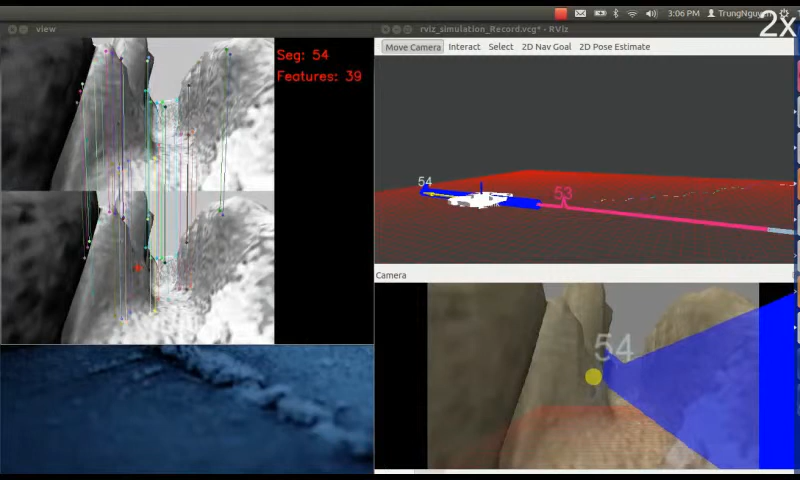 3:06 PM
2x
view
rviz_simulation_Record.vcg* - RViz
Move Camera Interact Select 2D Nav Goal 2D Pose Estimate
Seg: 54
Features: 39
54
53
Camera
54